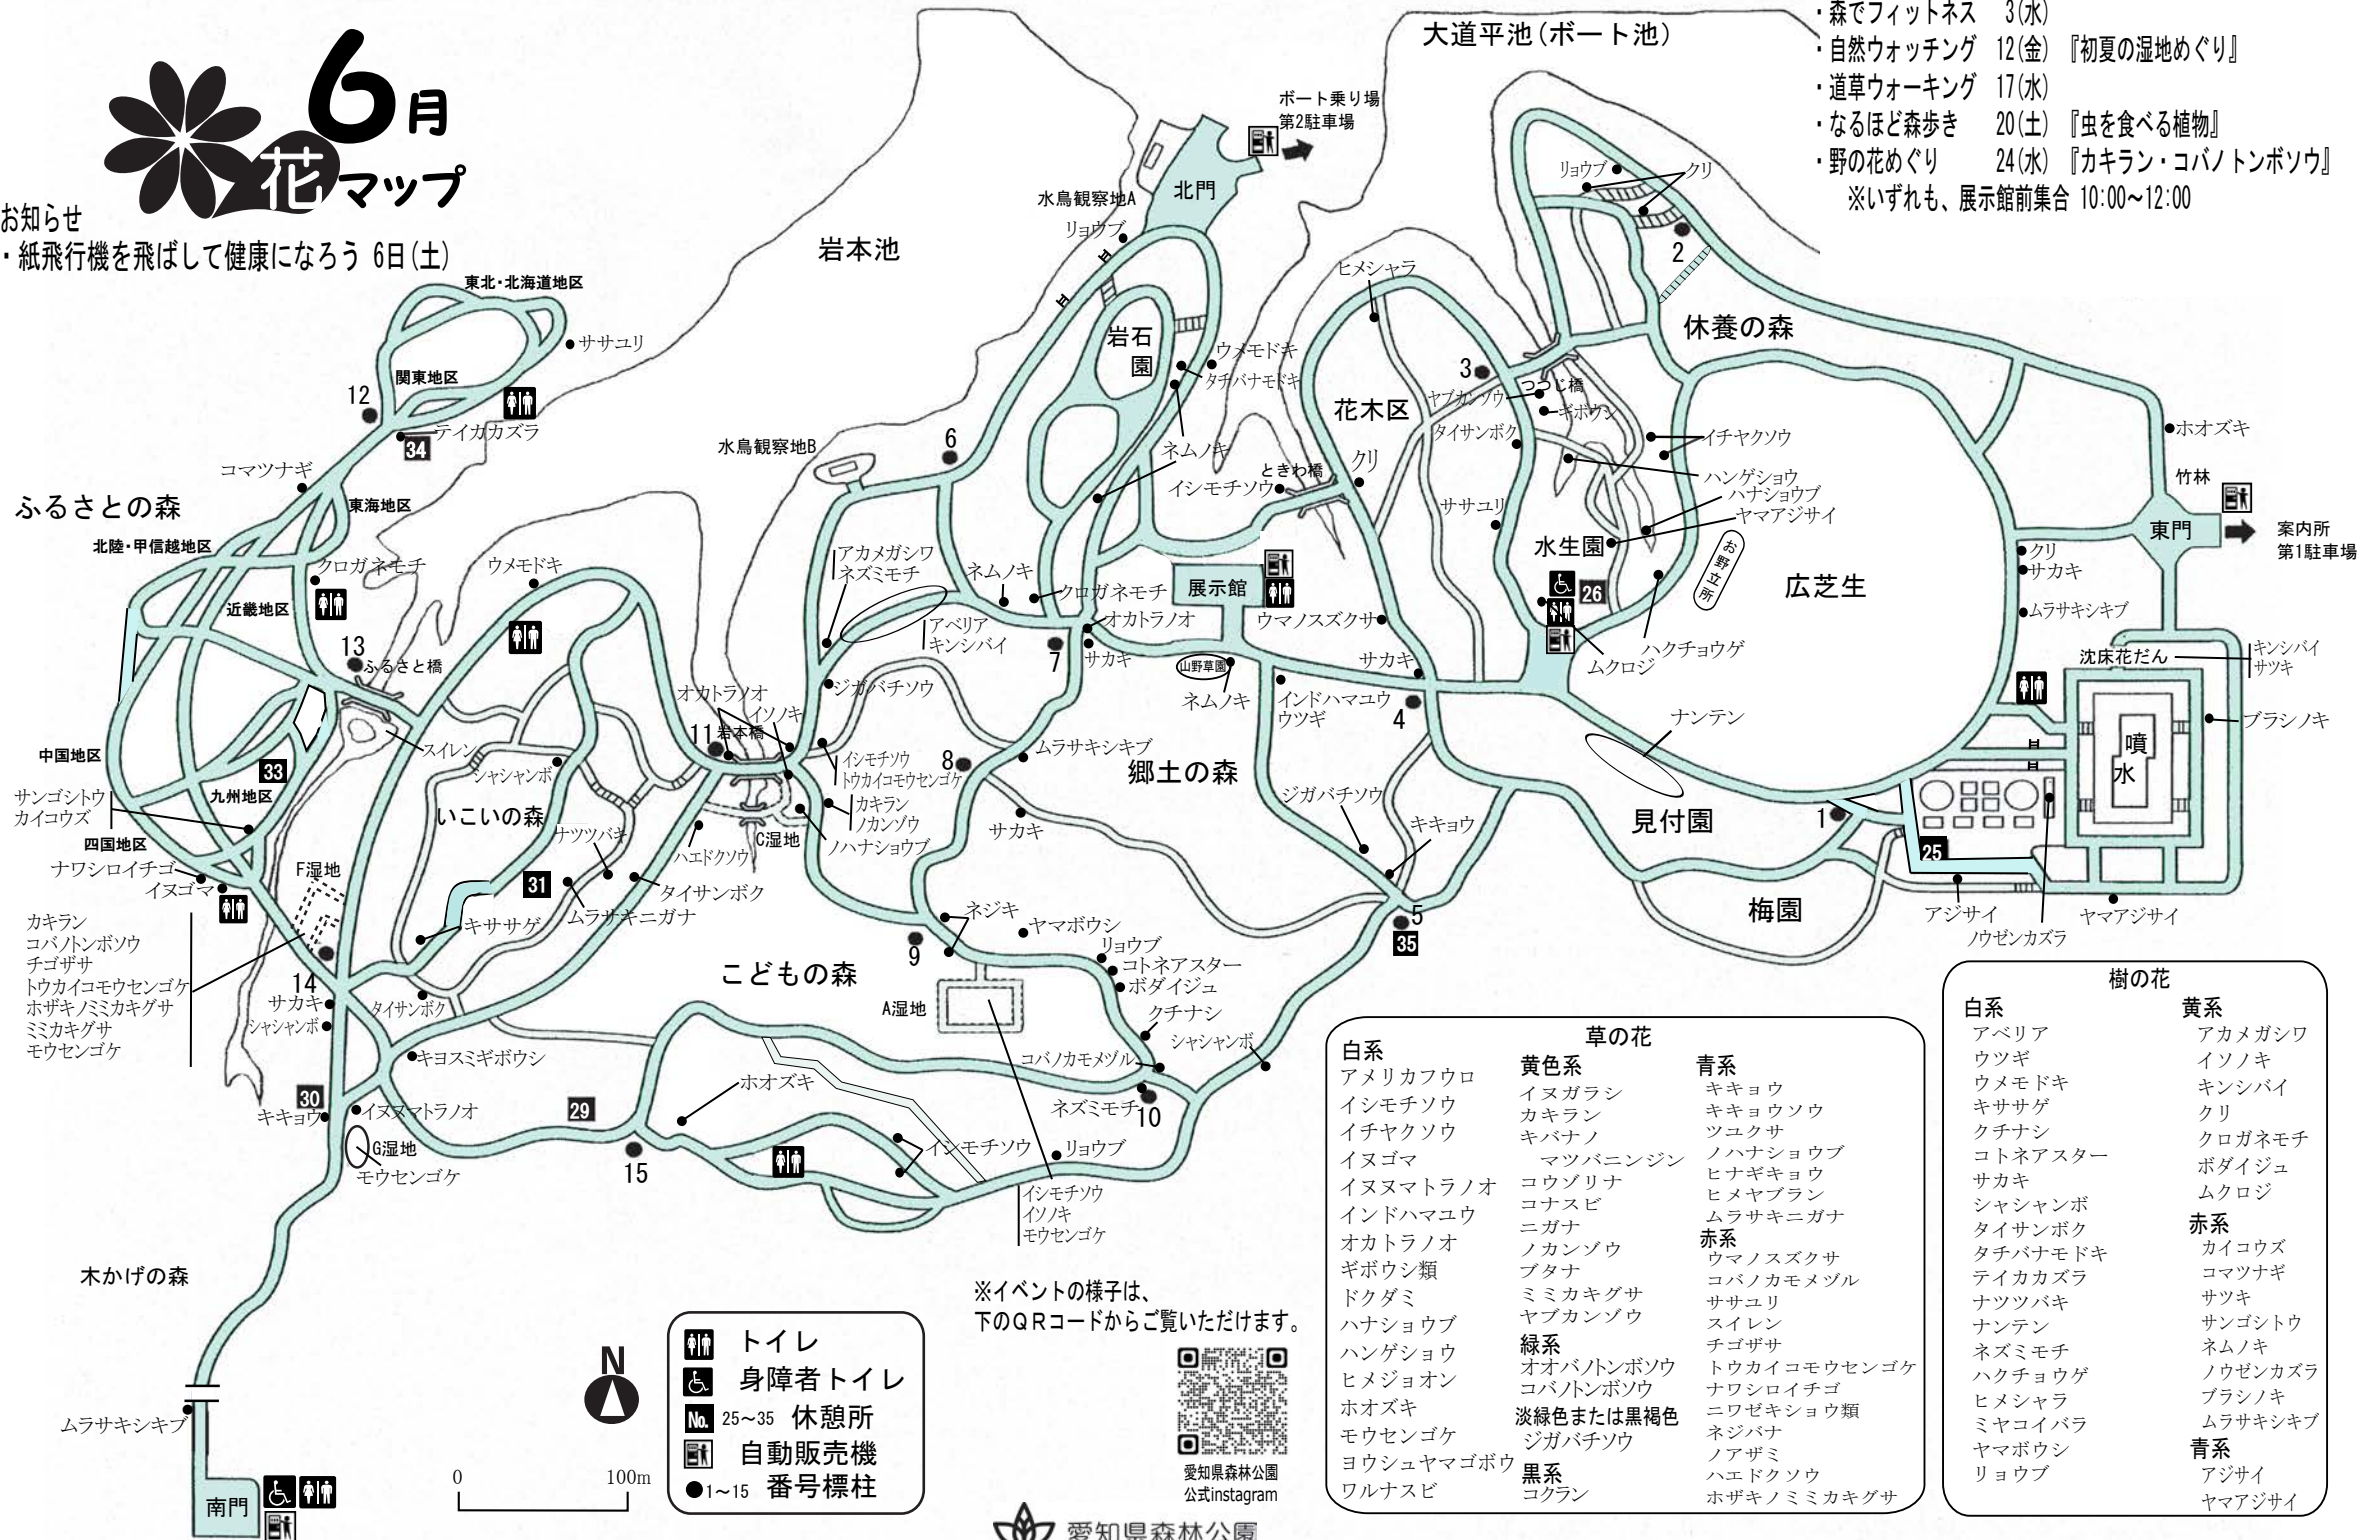 6月
花マップ
お知らせ
・紙飛行機を飛ばして健康になろう 6日(土)
・森でフィットネス 3(水)
・自然ウォッチング 12(金) 『初夏の湿地めぐり』
・道草ウォーキング 17(水)
・なるほど森歩き 20(土) 『虫を食べる植物』
・野の花めぐり 24(水) 『カキラン・コバノトンボソウ』
※いずれも、展示館前集合 10:00~12:00
大道平池(ボート池)
ボート乗り場
第2駐車場
北門
水鳥観察地A
リョウブ
岩本池
リョウブ
クリ
2
東北・北海道地区
ササユリ
関東地区
12
テイカカズラ
34
コマツナギ
ふるさとの森
東海地区
北陸・甲信越地区
クロガネモチ
近畿地区
13
ふるさと橋
スイレン
中国地区
33
九州地区
サンゴシトウ
カイコウズ
四国地区
ナワシロイチゴ
イヌゴマ
F湿地
カキラン
コバノトンボソウ
チゴザサ
トウカイコモウセンゴケ
ホザキノミミカキグサ
ミミカキグサ
モウセンゴケ
14
サカキ
シャシャンボ
タイサンボク
キヨスミギボウシ
30
キキョウ
イヌヌマトラノオ
G湿地
モウセンゴケ
木かげの森
ムラサキシキブ
南門
ウメモドキ
シャシャンボ
いこいの森
ナツツバキ
31
キササゲ
ムラサキニガナ
タイサンボク
ハエドクソウ
オカトラノオ
イソノキ
11
岩本橋
C湿地
イシモチソウ
トウカイコモウセンゴケ
カキラン
ノカンゾウ
ノハナショウブ
水鳥観察地B
6
岩石園
ウメモドキ
タチバナモドキ
ネムノキ
アカメガシワ
ネズミモチ
ネムノキ
クロガネモチ
アベリア
キンシバイ
オカトラノオ
7
サカキ
ジガバチソウ
8
ムラサキシキブ
サカキ
郷土の森
展示館
山野草園
ネムノキ
インドハマユウ
ウツギ
ウマノスズクサ
サカキ
4
ヒメシャラ
花木区
3
ヤブカンゾウ
つつじ橋
ギボウシ
タイサンボク
イチヤクソウ
ハンゲショウ
ハナショウブ
ヤマアジサイ
ときわ橋
イシモチソウ
クリ
ササユリ
水生園
26
お野立所
ハクチョウゲ
ムクロジ
休養の森
広芝生
ホオズキ
竹林
東門
案内所
第1駐車場
クリ
サカキ
ムラサキシキブ
沈床花だん
キンシバイ
サツキ
ブラシノキ
噴水
ナンテン
見付園
1
25
梅園
アジサイ
ノウゼンカズラ
ヤマアジサイ
ジガバチソウ
キキョウ
5
35
ネジキ
ヤマボウシ
9
こどもの森
A湿地
リョウブ
コトネアスター
ボダイジュ
クチナシ
シャシャンボ
コバノカモメヅル
ネズミモチ
10
ホオズキ
29
15
イシモチソウ
リョウブ
イシモチソウ
イソノキ
モウセンゴケ
※イベントの様子は、
下のQRコードからご覧いただけます。
愛知県森林公園
公式instagram
愛知県森林公園
N
0 100m
トイレ
身障者トイレ
No. 25~35 休憩所
自動販売機
●1~15 番号標柱
草の花
白系
アメリカフウロ
イシモチソウ
イチヤクソウ
イヌゴマ
イヌヌマトラノオ
インドハマユウ
オカトラノオ
ギボウシ類
ドクダミ
ハナショウブ
ハンゲショウ
ヒメジョオン
ホオズキ
モウセンゴケ
ヨウシュヤマゴボウ
ワルナスビ
黄色系
イヌガラシ
カキラン
キバナノ
マツバニンジン
コウゾリナ
コナスビ
ニガナ
ノカンゾウ
ブタナ
ミミカキグサ
ヤブカンゾウ
緑系
オオバノトンボソウ
コバノトンボソウ
淡緑色または黒褐色
ジガバチソウ
黒系
コクラン
青系
キキョウ
キキョウソウ
ツユクサ
ノハナショウブ
ヒナギキョウ
ヒメヤブラン
ムラサキニガナ
赤系
ウマノスズクサ
コバノカモメヅル
ササユリ
スイレン
チゴザサ
トウカイコモウセンゴケ
ナワシロイチゴ
ニワゼキショウ類
ネジバナ
ノアザミ
ハエドクソウ
ホザキノミミカキグサ
樹の花
白系
アベリア
ウツギ
ウメモドキ
キササゲ
クチナシ
コトネアスター
サカキ
シャシャンボ
タイサンボク
タチバナモドキ
テイカカズラ
ナツツバキ
ナンテン
ネズミモチ
ハクチョウゲ
ヒメシャラ
ミヤコイバラ
ヤマボウシ
リョウブ
黄系
アカメガシワ
イソノキ
キンシバイ
クリ
クロガネモチ
ボダイジュ
ムクロジ
赤系
カイコウズ
コマツナギ
サツキ
サンゴシトウ
ネムノキ
ノウゼンカズラ
ブラシノキ
ムラサキシキブ
青系
アジサイ
ヤマアジサイ